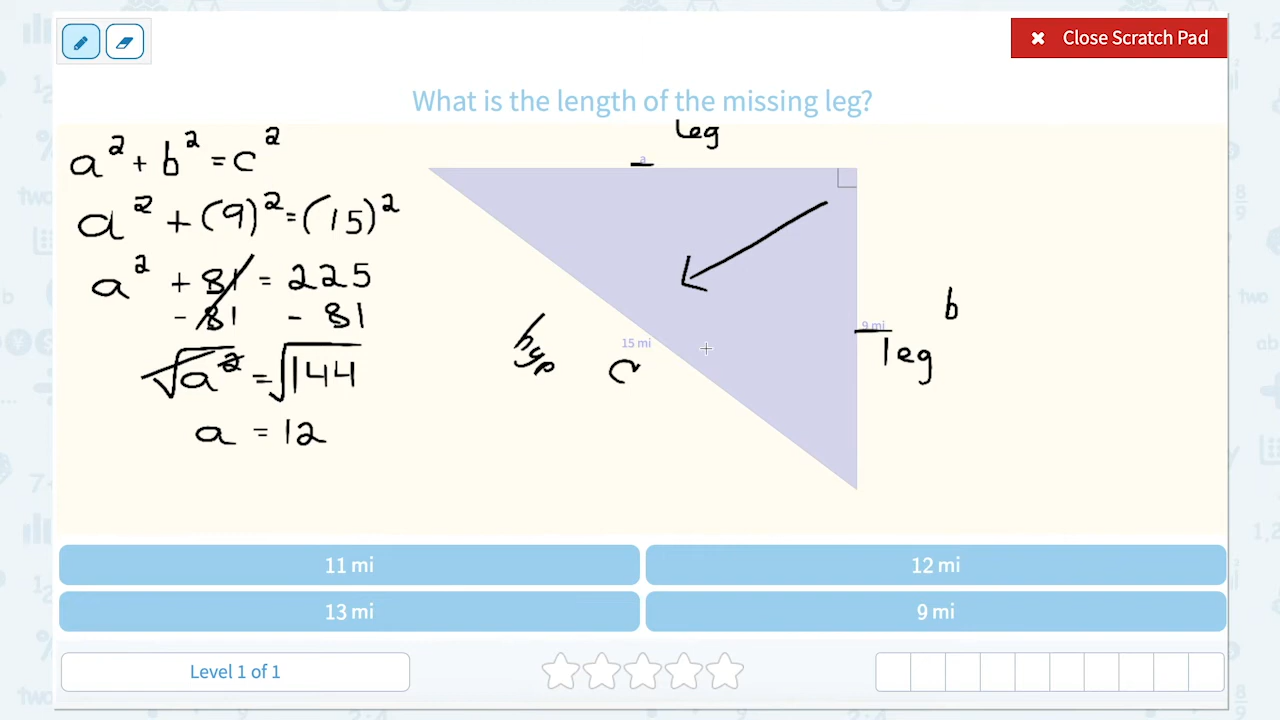 Close Scratch Pad
What is the length of the missing leg?
leg
a
a² + b² = c²
a² + (9)² = (15)²
a² + 81 = 225
- 81 - 81
√a² = √144
a = 12
b
9 mi
leg
15 mi
hyp
c
11 mi
12 mi
13 mi
9 mi
Level 1 of 1